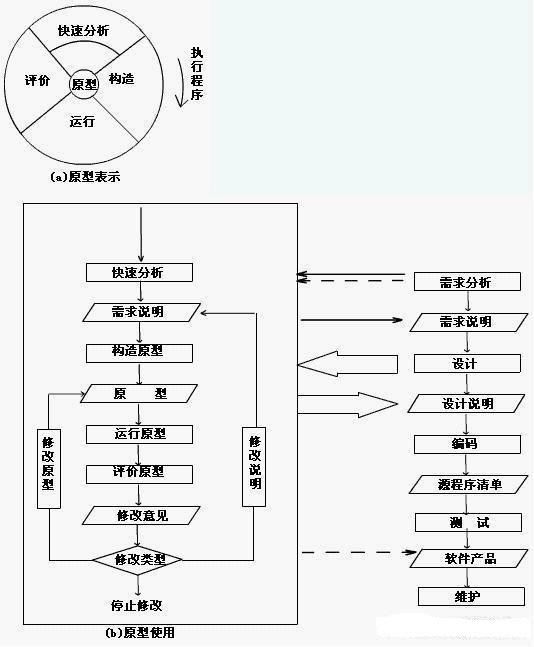 快速分析
评价
原型
构造
运行
执行程序
(a)原型表示
快速分析
需求说明
构造原型
原 型
运行原型
评价原型
修改意见
修改类型
停止修改
修改原型
修改说明
需求分析
需求说明
设计
设计说明
编码
源程序清单
测 试
软件产品
维护
(b)原型使用